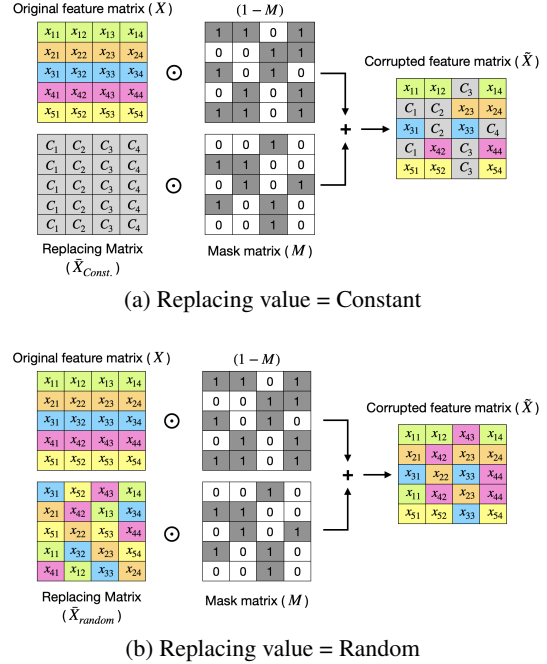 Original feature matrix (X)
(1 − M)
x11 x12 x13 x14
x21 x22 x23 x24
x31 x32 x33 x34
x41 x42 x43 x44
x51 x52 x53 x54
⊙
1 1 0 1
0 0 1 1
1 0 1 0
0 1 0 1
1 1 0 1
C1 C2 C3 C4
C1 C2 C3 C4
C1 C2 C3 C4
C1 C2 C3 C4
C1 C2 C3 C4
⊙
0 0 1 0
1 1 0 0
0 1 0 1
1 0 1 0
0 0 1 0
+
Corrupted feature matrix (X̃)
x11 x12 C3 x14
C1 C2 x23 x24
x31 C2 x33 C4
C1 x42 C3 x44
x51 x52 C3 x54
Replacing Matrix
(X̄Const.)
Mask matrix (M)
(a) Replacing value = Constant
Original feature matrix (X)
(1 − M)
x11 x12 x13 x14
x21 x22 x23 x24
x31 x32 x33 x34
x41 x42 x43 x44
x51 x52 x53 x54
⊙
1 1 0 1
0 0 1 1
1 0 1 0
0 1 0 1
1 1 0 1
x31 x52 x43 x14
x21 x42 x13 x34
x51 x22 x53 x44
x11 x32 x23 x54
x41 x12 x33 x24
⊙
0 0 1 0
1 1 0 0
0 1 0 1
1 0 1 0
0 0 1 0
+
Corrupted feature matrix (X̃)
x11 x12 x43 x14
x21 x42 x23 x24
x31 x22 x33 x44
x11 x42 x23 x44
x51 x52 x33 x54
Replacing Matrix
(X̄random)
Mask matrix (M)
(b) Replacing value = Random